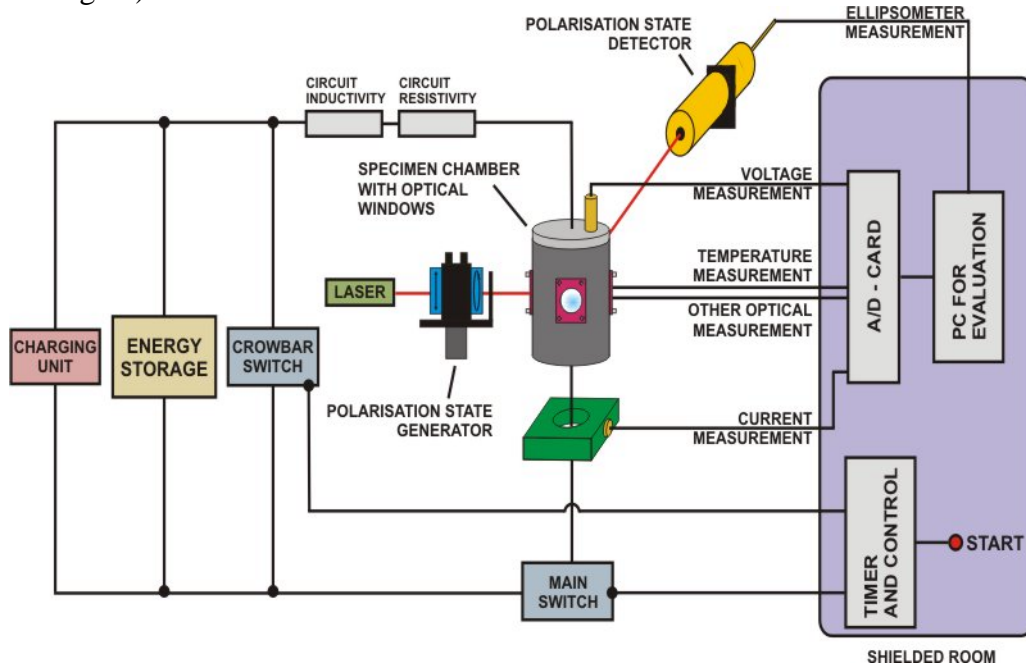 POLARISATION STATE
DETECTOR
ELLIPSOMETER
MEASUREMENT
CIRCUIT
INDUCTIVITY
CIRCUIT
RESISTIVITY
SPECIMEN CHAMBER
WITH OPTICAL
WINDOWS
VOLTAGE
MEASUREMENT
TEMPERATURE
MEASUREMENT
OTHER OPTICAL
MEASUREMENT
A/D - CARD
PC FOR
EVALUATION
LASER
CHARGING
UNIT
ENERGY
STORAGE
CROWBAR
SWITCH
POLARISATION STATE
GENERATOR
CURRENT
MEASUREMENT
TIMER
AND CONTROL
START
MAIN
SWITCH
SHIELDED ROOM